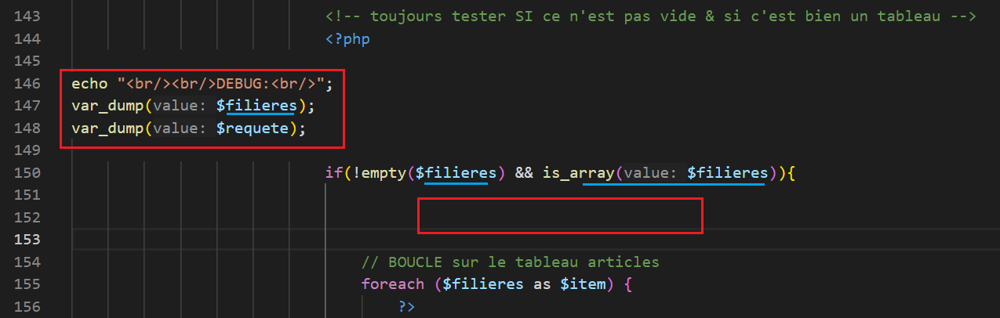 143 <!-- toujours tester SI ce n'est pas vide & si c'est bien un tableau -->
144 <?php
145
146 echo "<br/><br/>DEBUG:<br/>";
147 var_dump(value: $filieres);
148 var_dump(value: $requete);
149
150 if(!empty($filieres) && is_array(value: $filieres)){
151
152
153
154 // BOUCLE sur le tableau articles
155 foreach ($filieres as $item) {
156 ?>